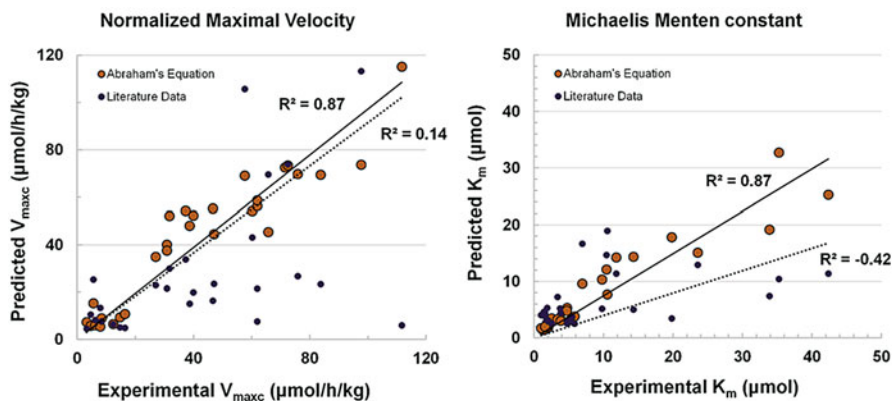 Normalized Maximal Velocity
120
80
40
0
0
40
80
120
Predicted Vmaxc (µmol/h/kg)
Experimental Vmaxc (µmol/h/kg)
Abraham's Equation
Literature Data
R² = 0.87
R² = 0.14
Michaelis Menten constant
50
40
30
20
10
0
0
10
20
30
40
50
Predicted Km (µmol)
Experimental Km (µmol)
Abraham's Equation
Literature Data
R² = 0.87
R² = -0.42